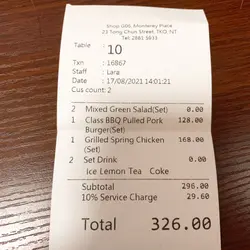 Shop G05, Monterey Place
23 Tong Chun Street, TKO, NT
Tel: 2861 5633
Table : 10
Txn : 16867
Staff : Lara
Date : 17/08/2021 14:01:21
Cus count: 2
2 Mixed Green Salad(Set) 0.00
1 Class BBQ Pulled Pork 128.00
Burger(Set)
1 Grilled Spring Chicken 168.00
(Set)
2 Set Drink 0.00
Ice Lemon Tea Coke
Subtotal 296.00
10% Service Charge 29.60
Total 326.00